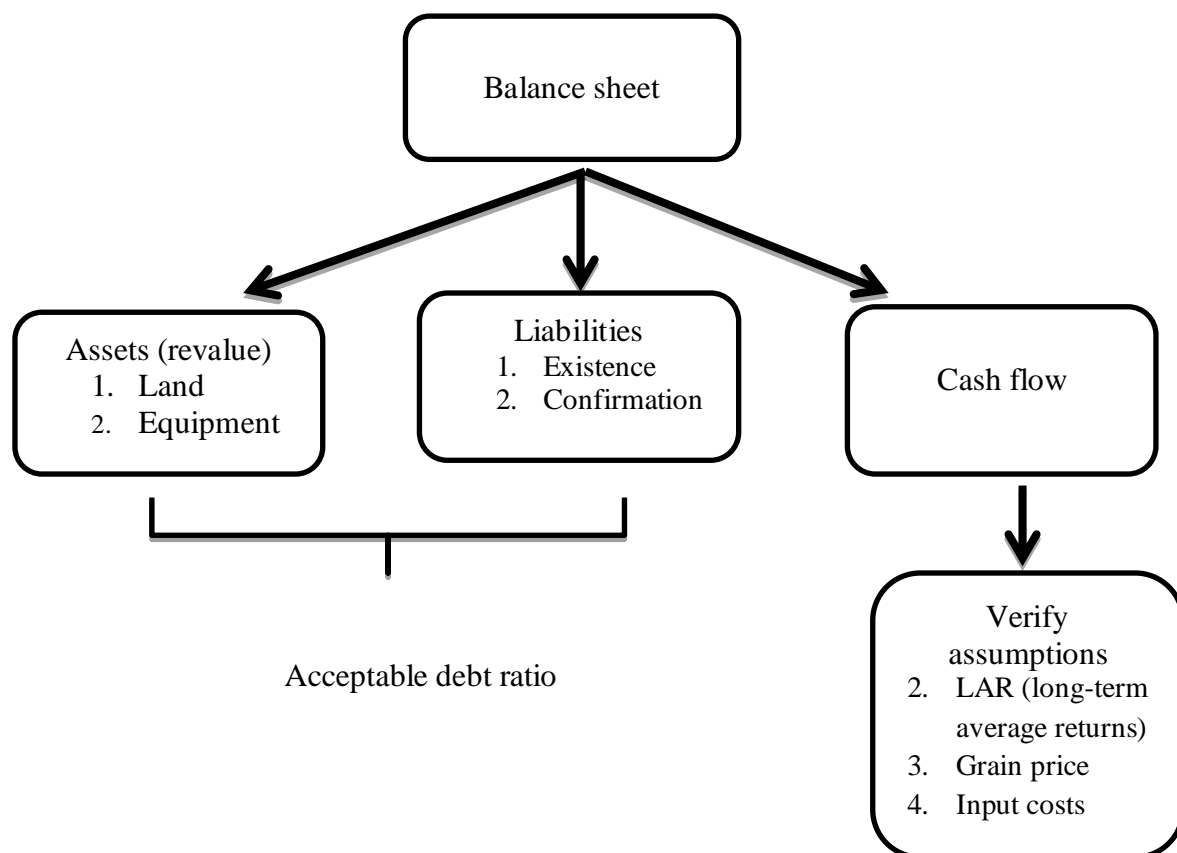 Balance sheet
Assets (revalue)
1. Land
2. Equipment
Liabilities
1. Existence
2. Confirmation
Cash flow
Acceptable debt ratio
Verify
assumptions
2. LAR (long-term
average returns)
3. Grain price
4. Input costs